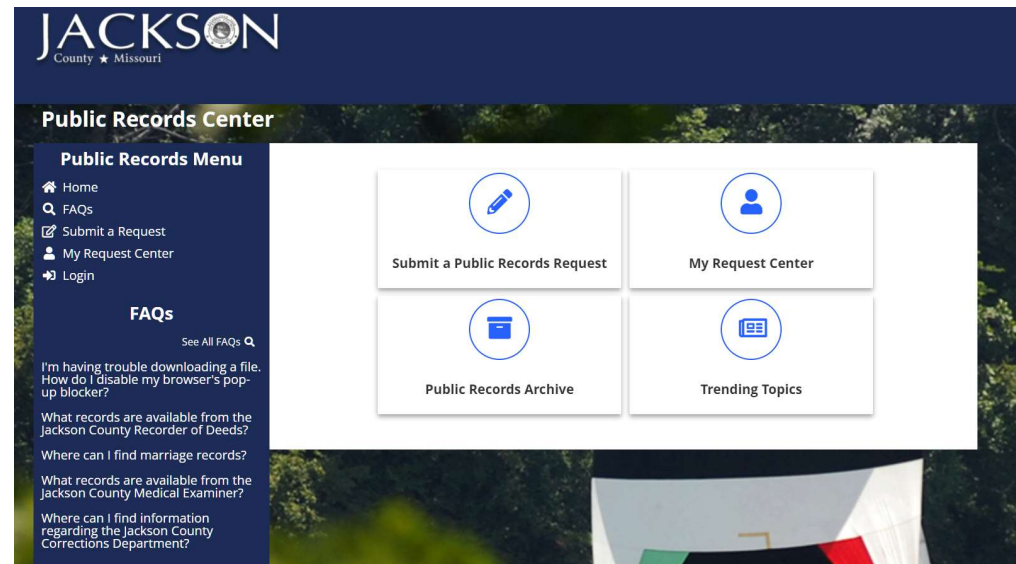 JACKSON
County ★ Missouri
Public Records Center
Public Records Menu
Home
FAQs
Submit a Request
My Request Center
Login
FAQs
See All FAQs
I'm having trouble downloading a file.
How do I disable my browser's pop-
up blocker?
What records are available from the
Jackson County Recorder of Deeds?
Where can I find marriage records?
What records are available from the
Jackson County Medical Examiner?
Where can I find information
regarding the Jackson County
Corrections Department?
Submit a Public Records Request
My Request Center
Public Records Archive
Trending Topics